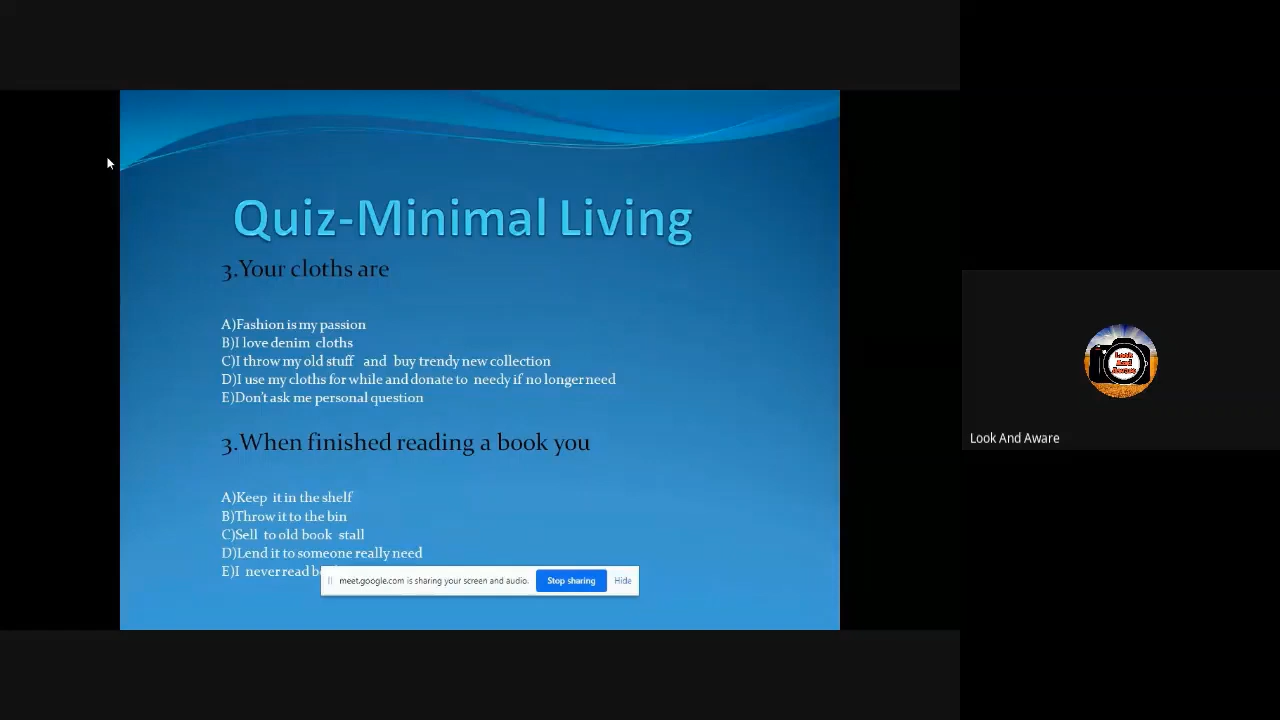 Quiz-Minimal Living
3.Your cloths are
A)Fashion is my passion
B)I love denim cloths
C)I throw my old stuff and buy trendy new collection
D)I use my cloths for while and donate to needy if no longer need
E)Don't ask me personal question
3.When finished reading a book you
A)Keep it in the shelf
B)Throw it to the bin
C)Sell to old book stall
D)Lend it to someone really need
E)I never read
meet.google.com is sharing your screen and audio.
Stop sharing
Hide
Look And Aware
Look And Aware